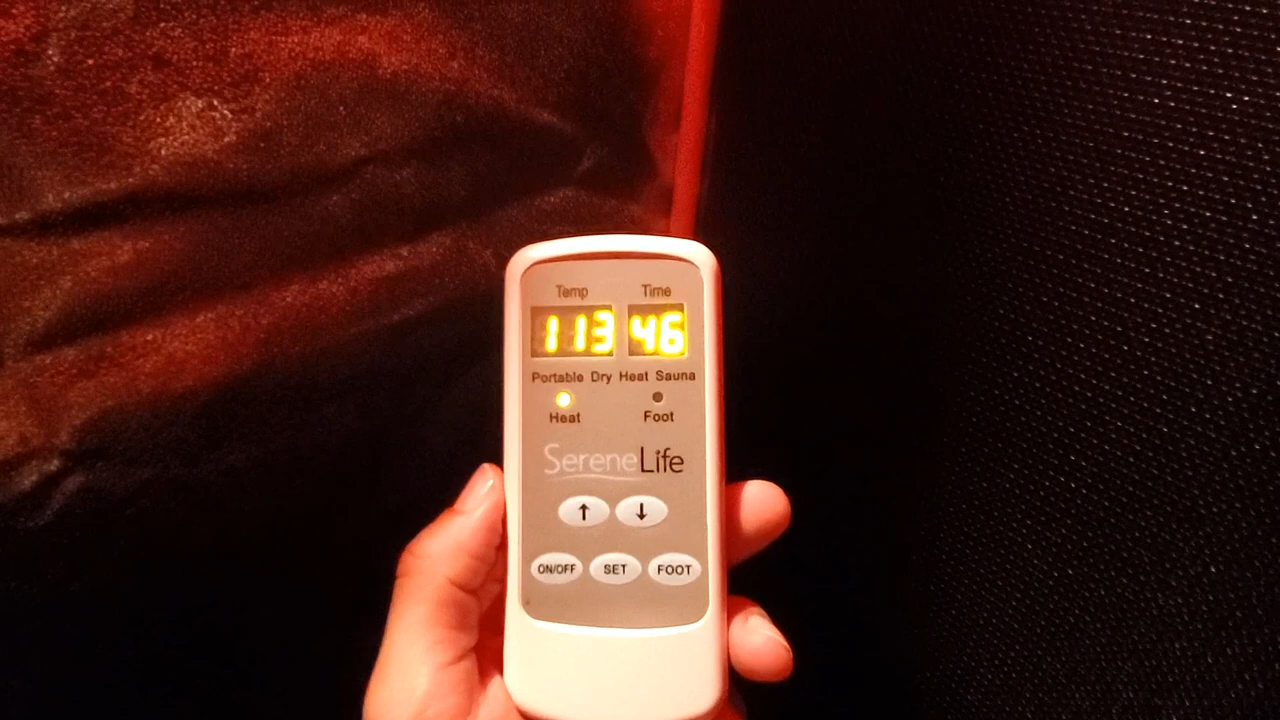 Temp Time
113 46
Portable Dry Heat Sauna
Heat Foot
SereneLife
↑ ↓
ON/OFF SET FOOT